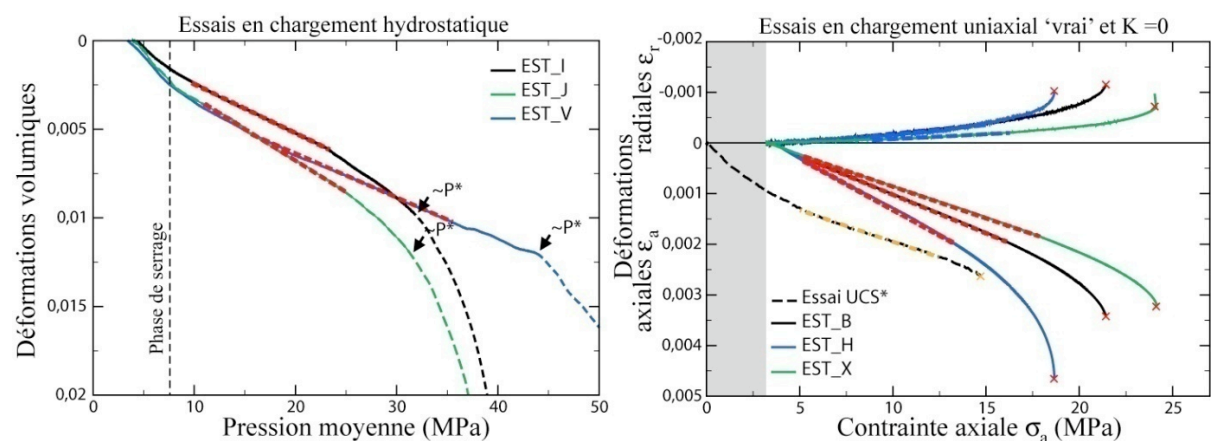 Essais en chargement hydrostatique
0
0,005
0,01
0,015
0,02
Déformations volumiques
Phase de serrage
EST_I
EST_J
EST_V
~P*
~P*
~P*
0 10 20 30 40 50
Pression moyenne (MPa)
Essais en chargement uniaxial ‘vrai’ et K =0
-0,002
-0,001
0
0,001
0,002
0,003
0,004
0,005
Déformations
axiales εa radiales εr
Essai UCS*
EST_B
EST_H
EST_X
0 5 10 15 20 25
Contrainte axiale σa (MPa)